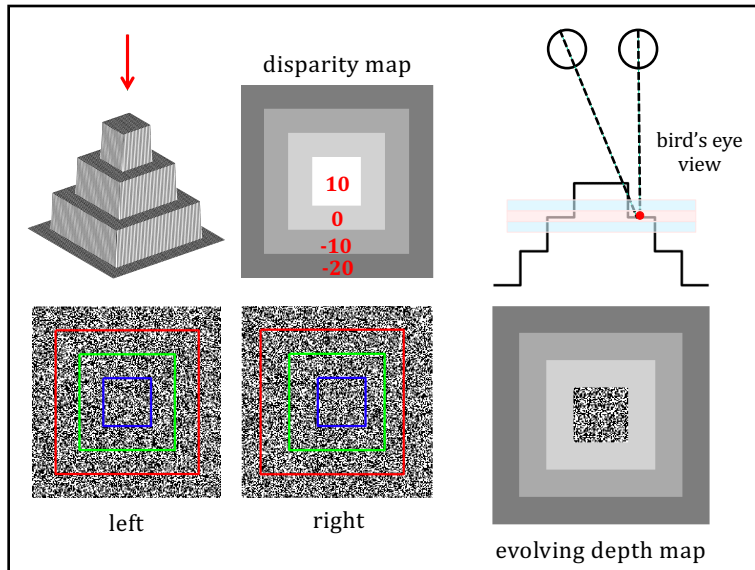 disparity map
10
0
-10
-20
bird's eye
view
left
right
evolving depth map